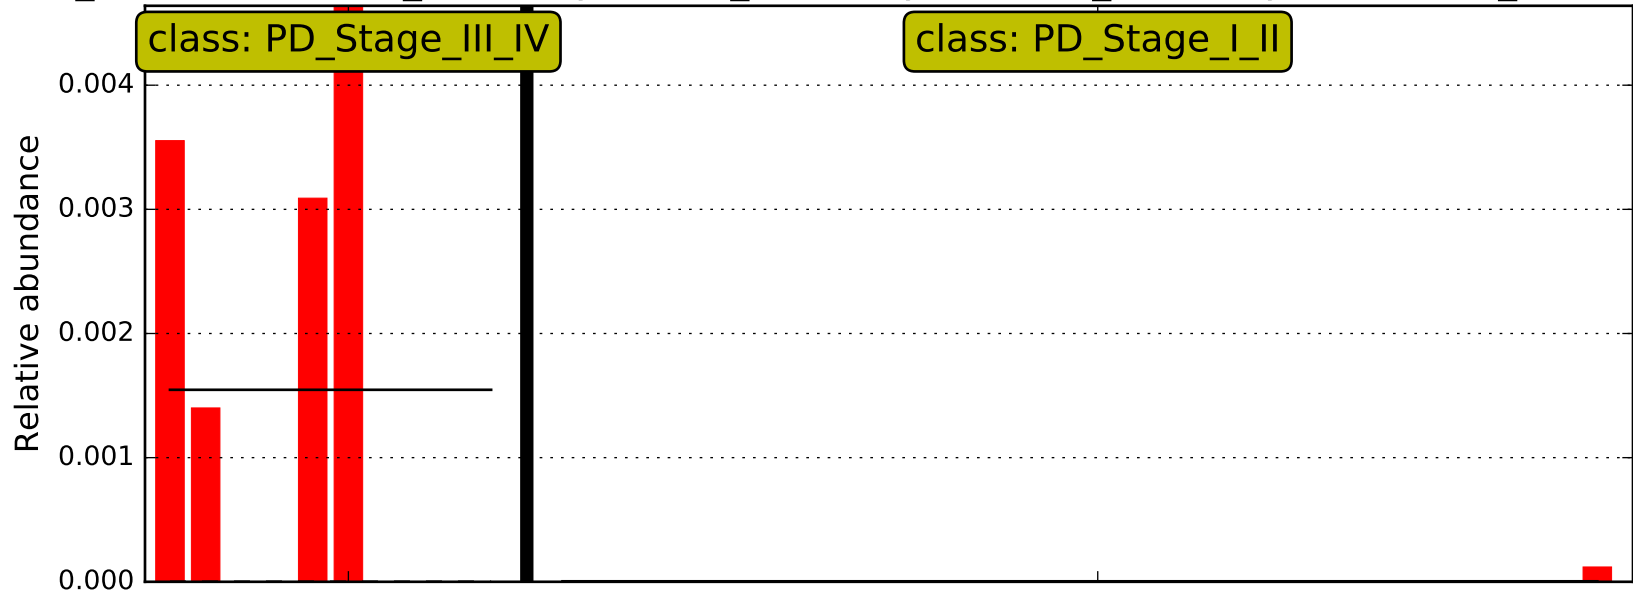 class: PD_Stage_III_IV
class: PD_Stage_I_II
0.004
0.003
0.002
0.001
0.000
Relative abundance